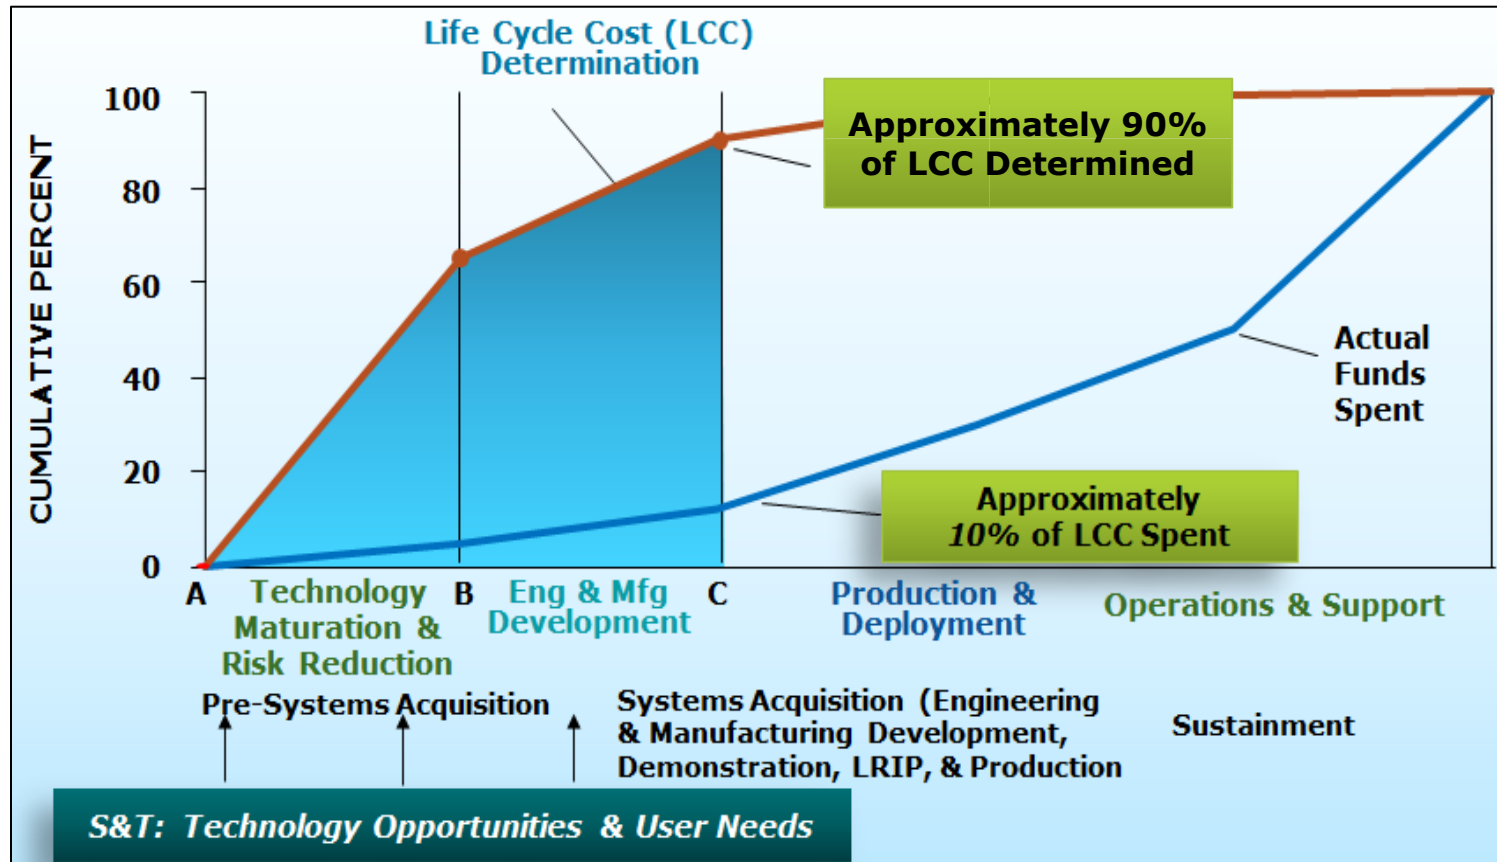 Life Cycle Cost (LCC)
Determination
CUMULATIVE PERCENT
100
80
60
40
20
0
Approximately 90%
of LCC Determined
Actual
Funds
Spent
Approximately
10% of LCC Spent
A
Technology
Maturation &
Risk Reduction
B
Eng & Mfg
Development
C
Production &
Deployment
Operations & Support
Pre-Systems Acquisition
Systems Acquisition (Engineering
& Manufacturing Development,
Demonstration, LRIP, & Production
Sustainment
S&T: Technology Opportunities & User Needs